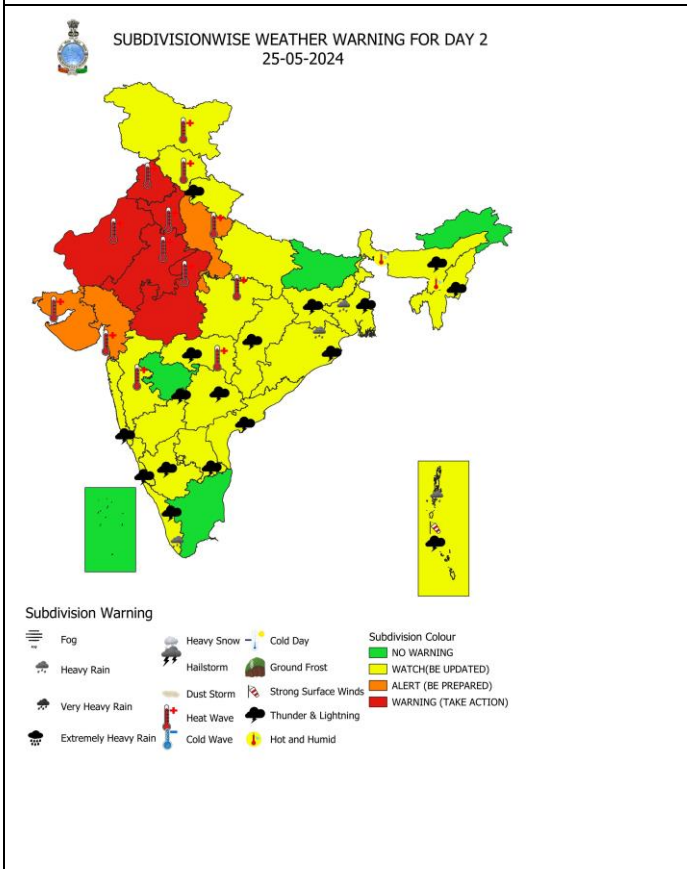 SUBDIVISIONWISE WEATHER WARNING FOR DAY 2
25-05-2024
Subdivision Warning
Fog
Heavy Rain
Very Heavy Rain
Extremely Heavy Rain
Heavy Snow
Hailstorm
Dust Storm
Heat Wave
Cold Wave
Cold Day
Ground Frost
Strong Surface Winds
Thunder & Lightning
Hot and Humid
Subdivision Colour
NO WARNING
WATCH(BE UPDATED)
ALERT (BE PREPARED)
WARNING (TAKE ACTION)